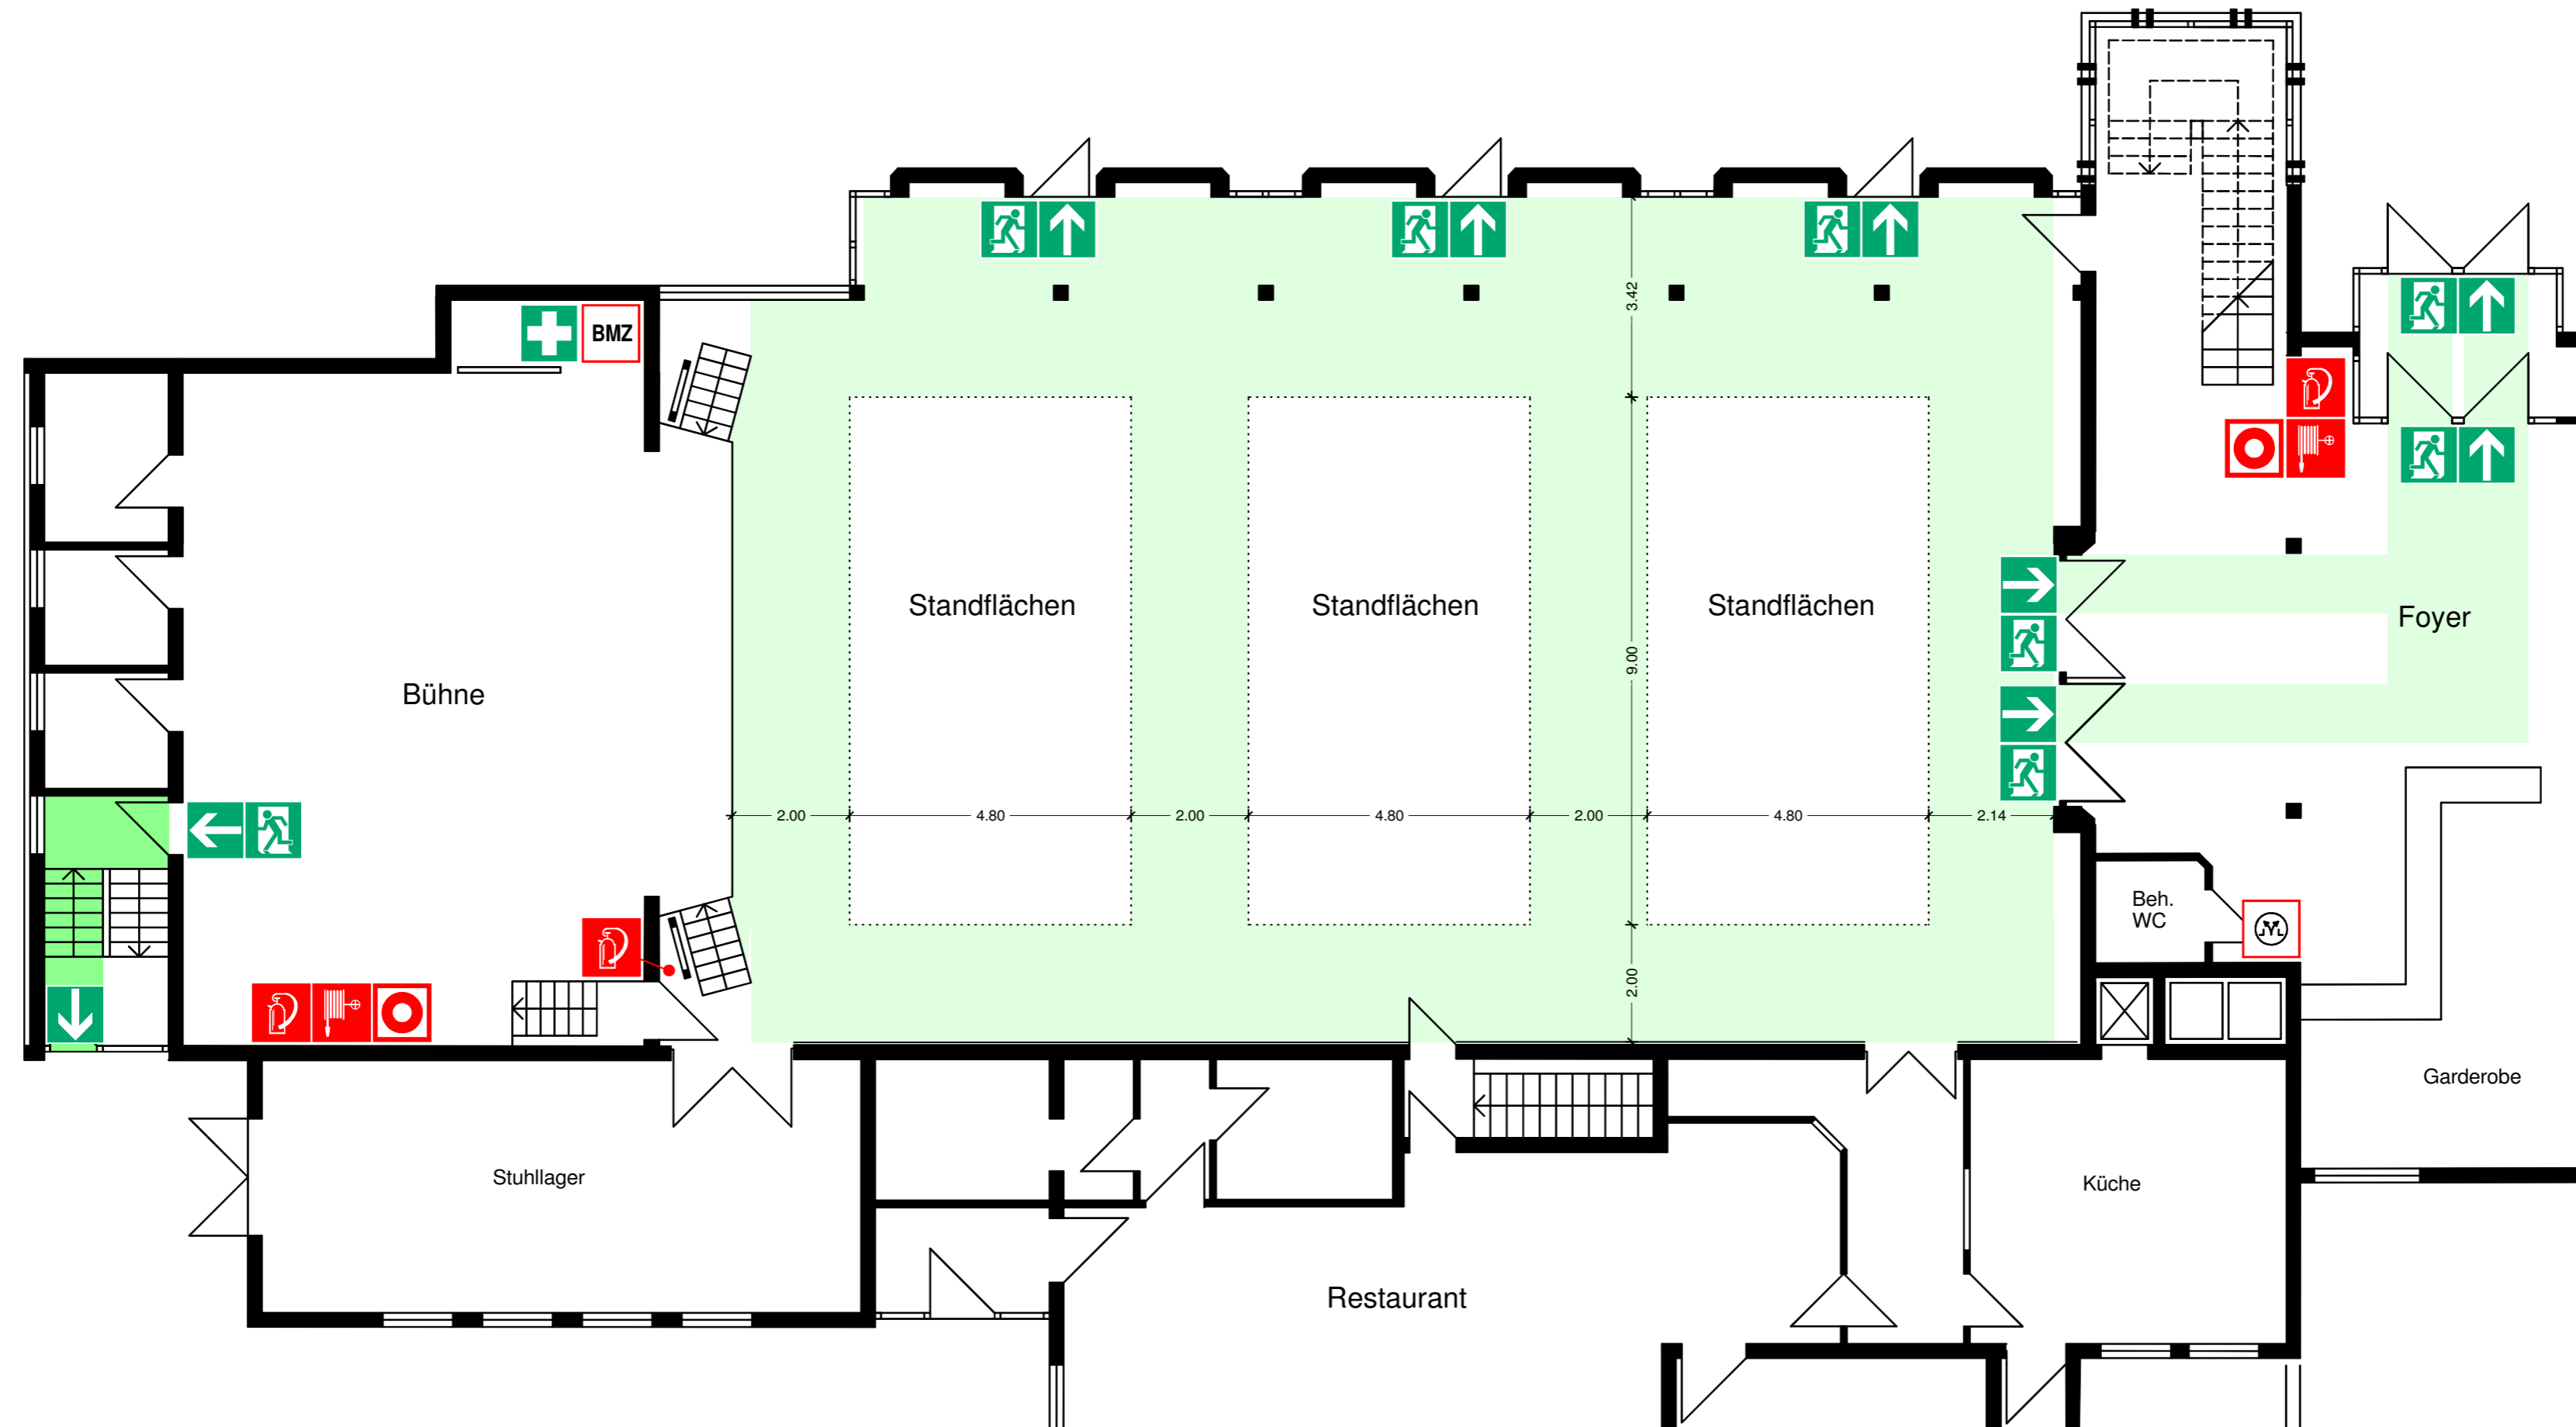 BMZ
3.42
Standflächen
Standflächen
Standflächen
Foyer
9.00
Bühne
2.00
4.80
2.00
4.80
2.00
4.80
2.14
Beh.
WC
2.00
Garderobe
Stuhllager
Küche
Restaurant